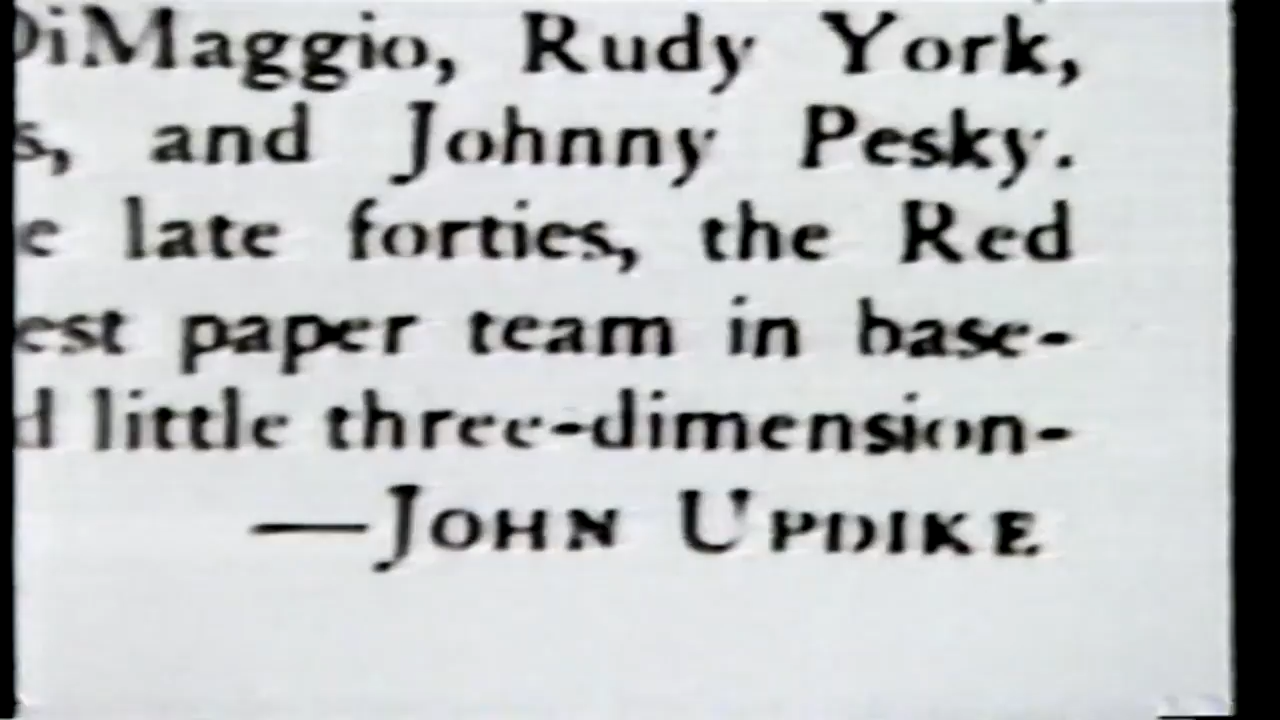 DiMaggio, Rudy York,
s, and Johnny Pesky.
e late forties, the Red
est paper team in base-
d little three-dimension-
—JOHN UPDIKE